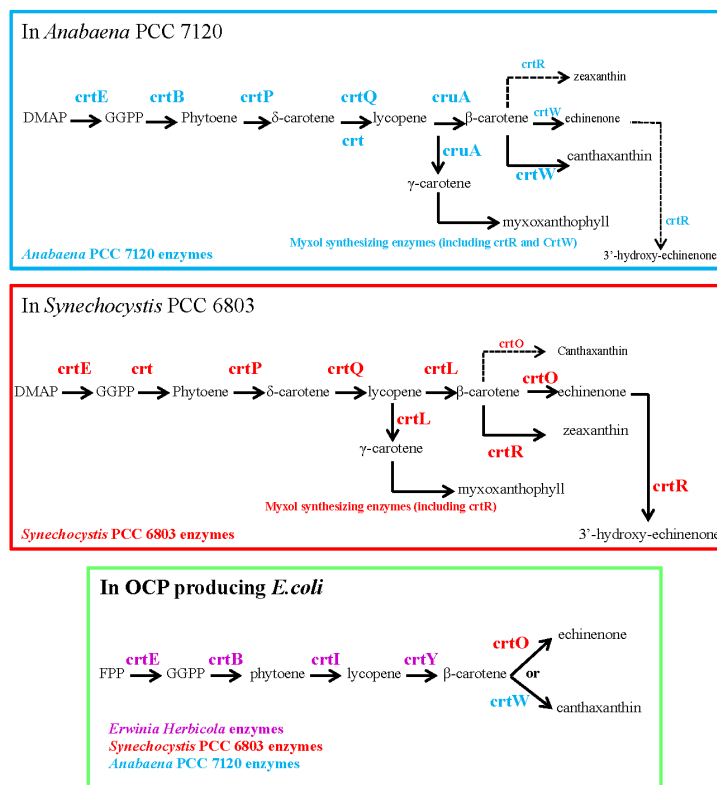 In Anabaena PCC 7120
crtR
zeaxanthin
crtE crtB crtP crtQ cruA
DMAP GGPP Phytoene δ-carotene lycopene β-carotene crtW echinenone
crt cruA crtW canthaxanthin
γ-carotene
crtR
myxoxanthophyll
Myxol synthesizing enzymes (including crtR and CrtW)
Anabaena PCC 7120 enzymes 3’-hydroxy-echinenone
In Synechocystis PCC 6803
crtO Canthaxanthin
crtE crt crtP crtQ crtL crtO
DMAP GGPP Phytoene δ-carotene lycopene β-carotene echinenone
crtL zeaxanthin
γ-carotene crtR
myxoxanthophyll crtR
Myxol synthesizing enzymes (including crtR)
Synechocystis PCC 6803 enzymes 3’-hydroxy-echinenone
In OCP producing E.coli
crtO echinenone
crtE crtB crtI crtY
FPP GGPP phytoene lycopene β-carotene or
crtW canthaxanthin
Erwinia Herbicola enzymes
Synechocystis PCC 6803 enzymes
Anabaena PCC 7120 enzymes